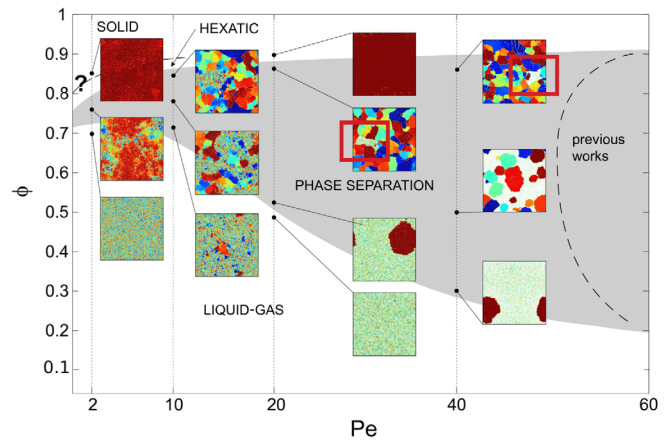 1
SOLID
HEXATIC
0.9
?
0.8
0.7
0.6
previous
works
PHASE SEPARATION
ϕ
0.5
0.4
0.3
LIQUID-GAS
0.2
0.1
2
10
20
40
60
Pe